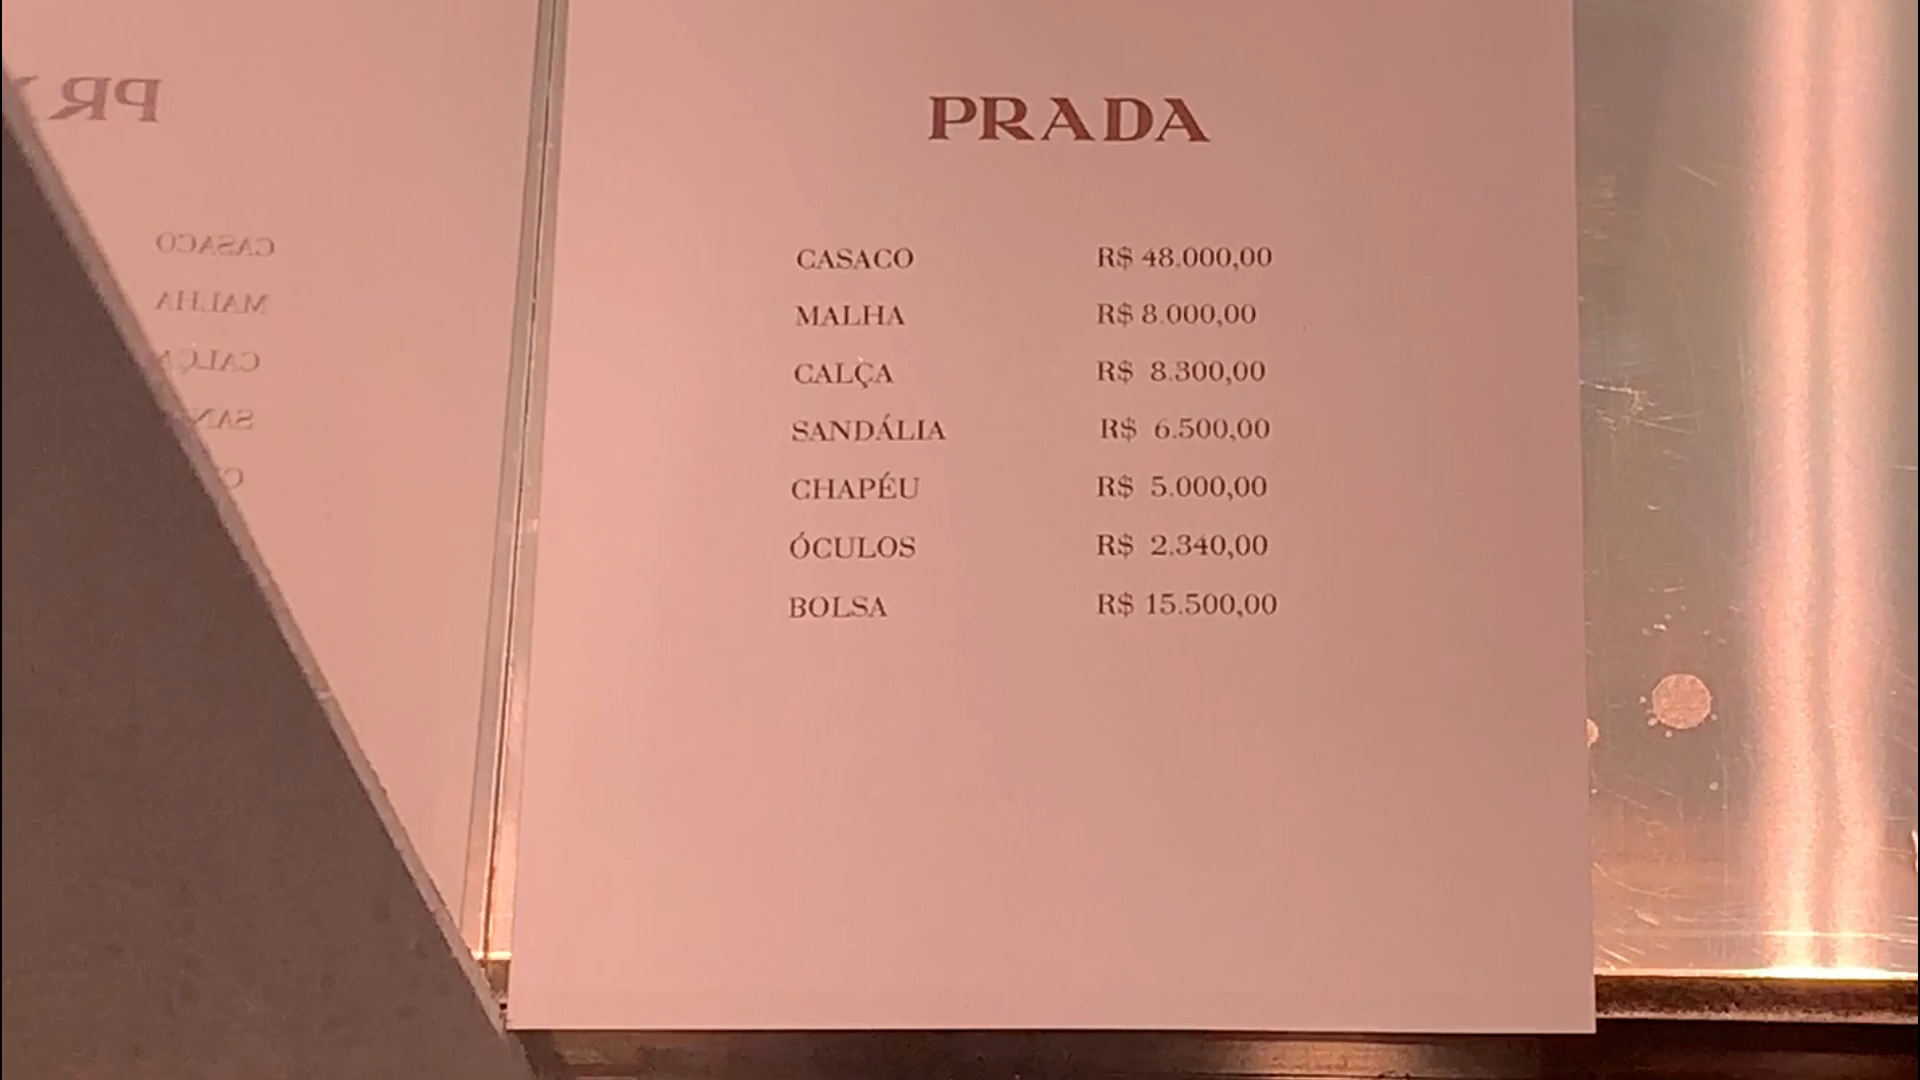 PRADA
CASACO R$ 48.000,00
MALHA R$ 8.000,00
CALÇA R$ 8.300,00
SANDÁLIA R$ 6.500,00
CHAPÉU R$ 5.000,00
ÓCULOS R$ 2.340,00
BOLSA R$ 15.500,00